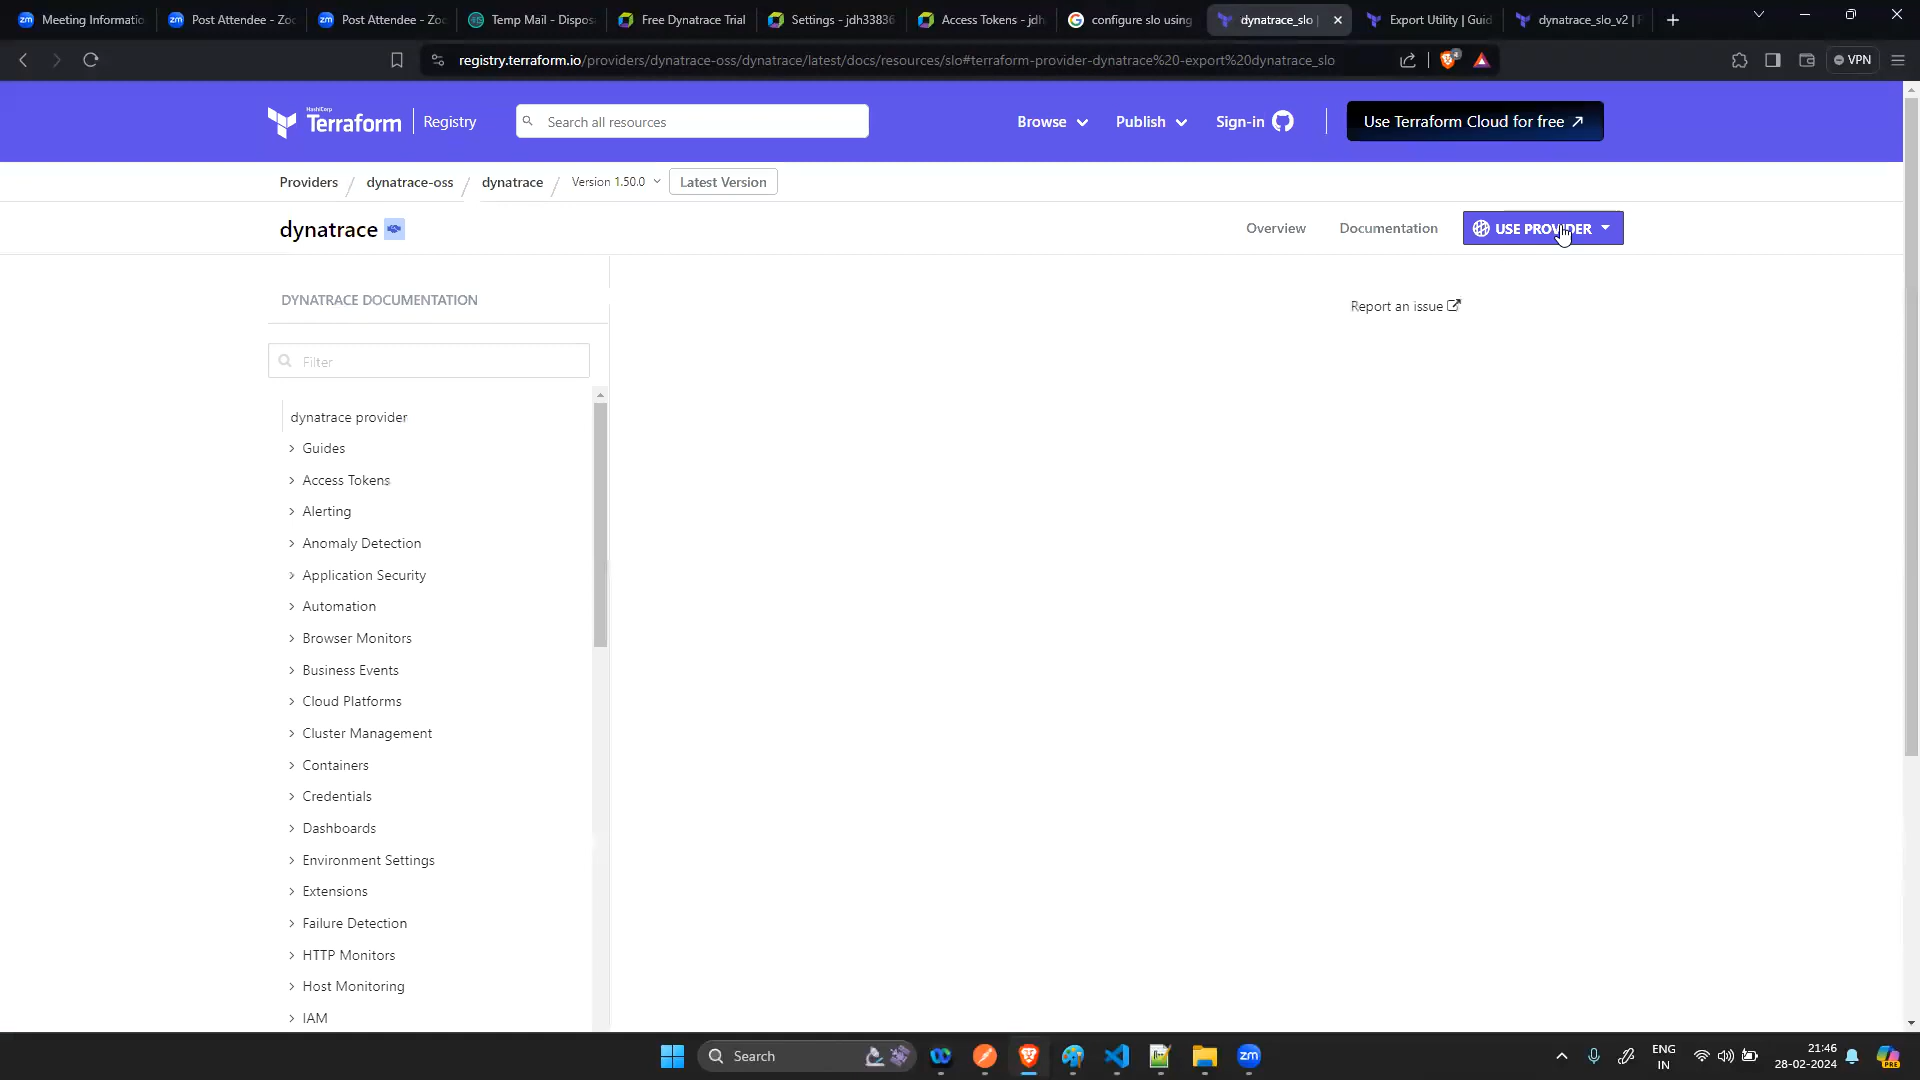 Meeting Informatio
Post Attendee - Zoo
Post Attendee - Zoo
Temp Mail - Dispos
Free Dynatrace Trial
Settings - jdh33836
Access Tokens - jdh
configure slo using
dynatrace_slo |
Export Utility | Guid
dynatrace_slo_v2 | R
registry.terraform.io/providers/dynatrace-oss/dynatrace/latest/docs/resources/slo#terraform-provider-dynatrace%20-export%20dynatrace_slo
VPN
HashiCorp
Terraform
Registry
Search all resources
Browse
Publish
Sign-in
Use Terraform Cloud for free
Providers / dynatrace-oss / dynatrace / Version 1.50.0
Latest Version
dynatrace
Overview
Documentation
USE PROVIDER
DYNATRACE DOCUMENTATION
Report an issue
Filter
dynatrace provider
Guides
Access Tokens
Alerting
Anomaly Detection
Application Security
Automation
Browser Monitors
Business Events
Cloud Platforms
Cluster Management
Containers
Credentials
Dashboards
Environment Settings
Extensions
Failure Detection
HTTP Monitors
Host Monitoring
IAM
Search
zm
ENG
IN
21:46
28-02-2024
PRE